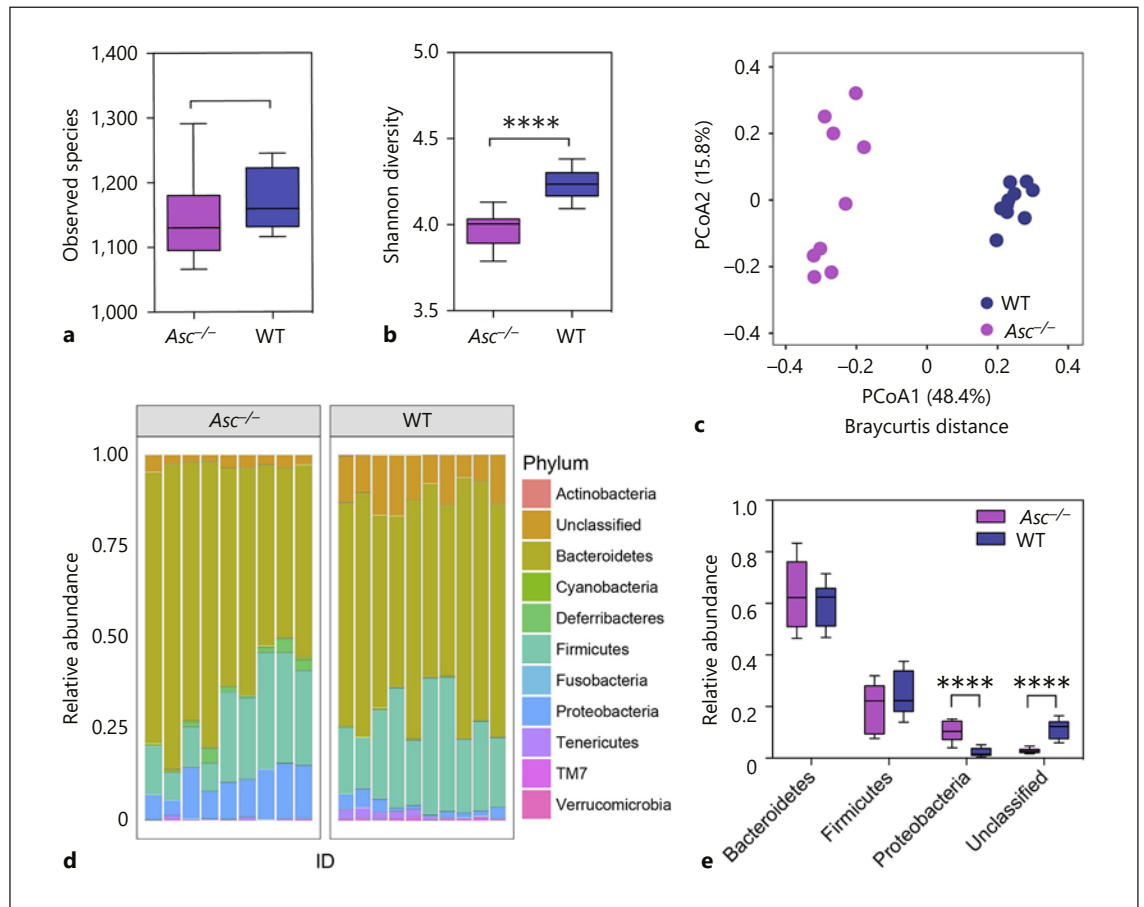 1,400
1,300
1,200
1,100
1,000
Observed species
Asc–/–
WT
a
5.0
4.5
4.0
3.5
Shannon diversity
****
Asc–/–
WT
b
0.4
0.2
0
–0.2
–0.4
PCoA2 (15.8%)
WT
Asc–/–
–0.4
–0.2
0
0.2
0.4
PCoA1 (48.4%)
Braycurtis distance
c
Asc–/–
WT
1.00
0.75
0.50
0.25
0
Relative abundance
ID
d
Phylum
Actinobacteria
Unclassified
Bacteroidetes
Cyanobacteria
Deferribacteres
Firmicutes
Fusobacteria
Proteobacteria
Tenericutes
TM7
Verrucomicrobia
1.0
0.8
0.6
0.4
0.2
0
Relative abundance
Asc–/–
WT
****
****
Bacteroidetes
Firmicutes
Proteobacteria
Unclassified
e